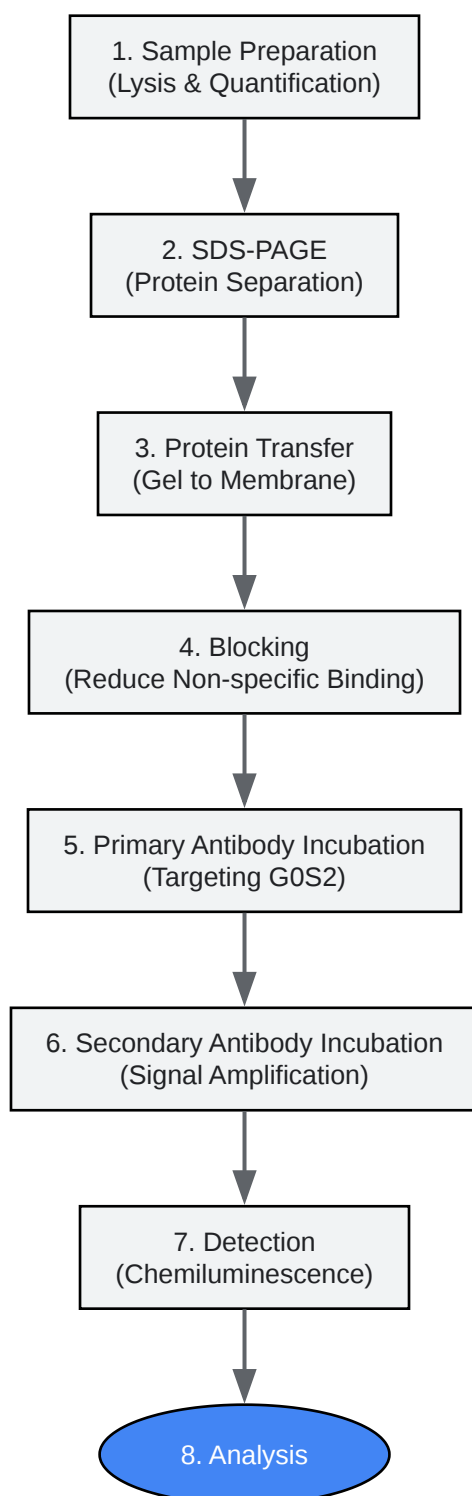 1. Sample Preparation
(Lysis & Quantification)
2. SDS-PAGE
(Protein Separation)
3. Protein Transfer
(Gel to Membrane)
4. Blocking
(Reduce Non-specific Binding)
5. Primary Antibody Incubation
(Targeting G0S2)
6. Secondary Antibody Incubation
(Signal Amplification)
7. Detection
(Chemiluminescence)
8. Analysis